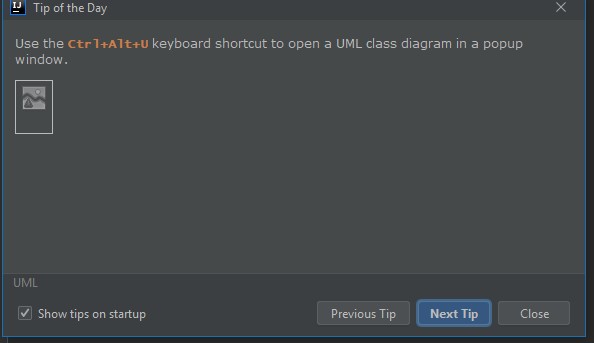 IJ
Tip of the Day
Use the Ctrl+Alt+U keyboard shortcut to open a UML class diagram in a popup
window.
UML
Show tips on startup
Previous Tip
Next Tip
Close